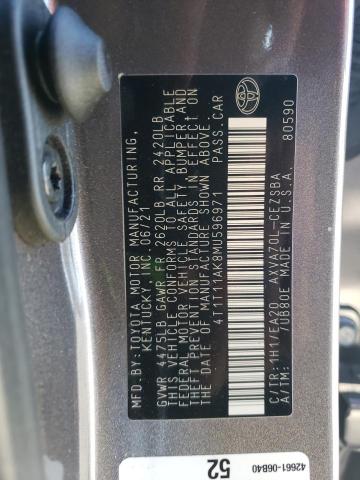 MFD. BY: TOYOTA MOTOR MANUFACTURING,
KENTUCKY, INC. 06/21
GVWR 4475LB GAWR FR 2620LB RR 2420LB
THIS VEHICLE CONFORMS TO ALL APPLICABLE
FEDERAL MOTOR VEHICLE SAFETY, BUMPER, AND
THEFT PREVENTION STANDARDS IN EFFECT ON
THE DATE OF MANUFACTURE SHOWN ABOVE.
4T1T11AK8MU596971 PASS. CAR
C/TR: 1H1/EA20 AXVA70L-CEZSBA
A/TM: -/UB80E MADE IN U.S.A.
80590
42661-06B40
52